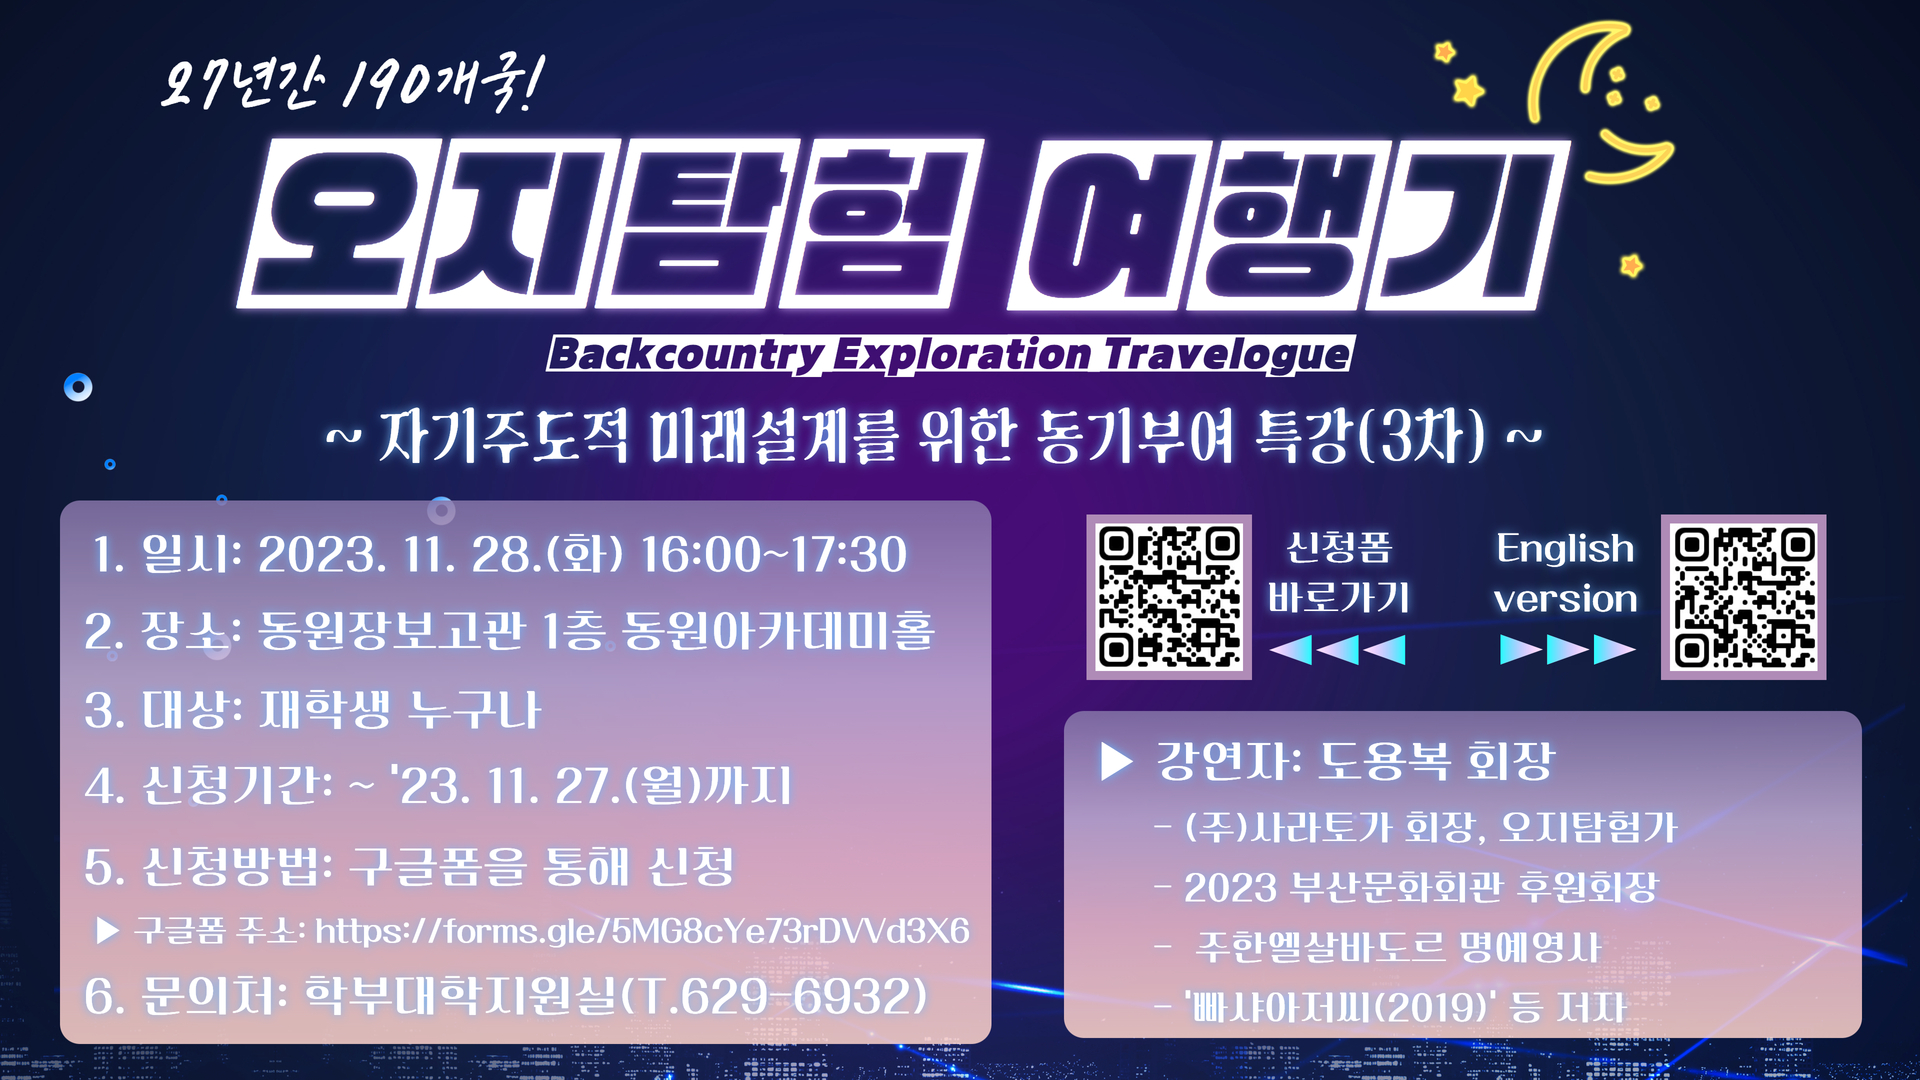 27년간 190개국!
오지탐험 여행기
Backcountry Exploration Travelogue
~ 자기주도적 미래설계를 위한 동기부여 특강(3차) ~
1. 일시: 2023. 11. 28.(화) 16:00~17:30
2. 장소: 동원장보고관 1층 동원아카데미홀
3. 대상: 재학생 누구나
4. 신청기간: ~ '23. 11. 27.(월)까지
5. 신청방법: 구글폼을 통해 신청
▶ 구글폼 주소: https://forms.gle/5MG8cYe73rDVVd3X6
6. 문의처: 학부대학지원실(T.629-6932)
신청폼
바로가기
English
version
▶ 강연자: 도용복 회장
- (주)사라토가 회장, 오지탐험가
- 2023 부산문화회관 후원회장
- 주한엘살바도르 명예영사
- '빠샤아저씨(2019)' 등 저자